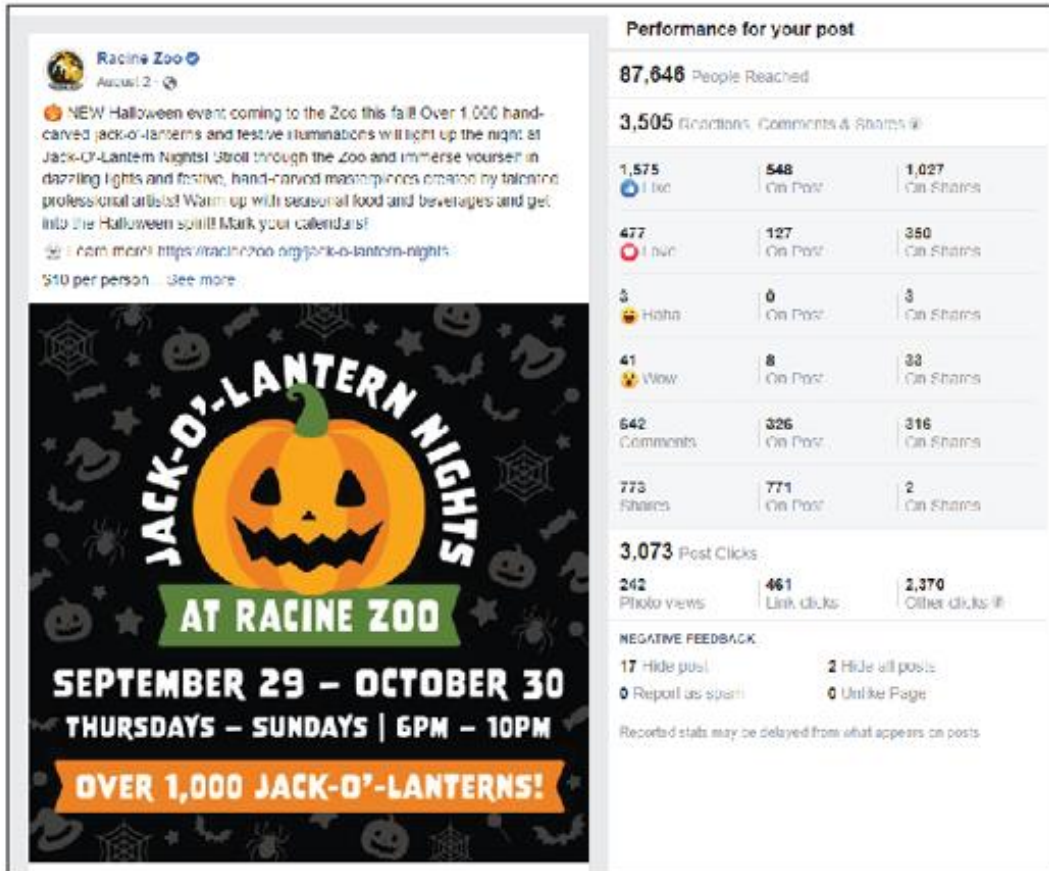 Racine Zoo
August 2
NEW Halloween event coming to the Zoo this fall! Over 1,000 hand-
carved jack-o'-lanterns and festive illuminations will light up the night at
Jack-O'-Lantern Nights! Stroll through the Zoo and immerse yourself in
dazzling lights and festive, hand-carved masterpieces created by talented
professional artists! Warm up with seasonal food and beverages and get
into the Halloween spirit! Mark your calendars!
Learn more! https://racinezoo.org/jack-o-lantern-nights
$10 per person... See more
JACK-O'-LANTERN NIGHTS
AT RACINE ZOO
SEPTEMBER 29 – OCTOBER 30
THURSDAYS – SUNDAYS | 6PM – 10PM
OVER 1,000 JACK-O'-LANTERNS!
Performance for your post
87,646 People Reached
3,505 Reactions, Comments & Shares
1,575 548 1,027
Like On Post On Shares
477 127 350
Love On Post On Shares
3 0 3
Haha On Post On Shares
41 8 33
Wow On Post On Shares
642 326 316
Comments On Post On Shares
773 771 2
Shares On Post On Shares
3,073 Post Clicks
242 461 2,370
Photo views Link clicks Other clicks
NEGATIVE FEEDBACK
17 Hide post 2 Hide all posts
0 Report as spam 0 Unlike Page
Reported stats may be delayed from what appears on posts